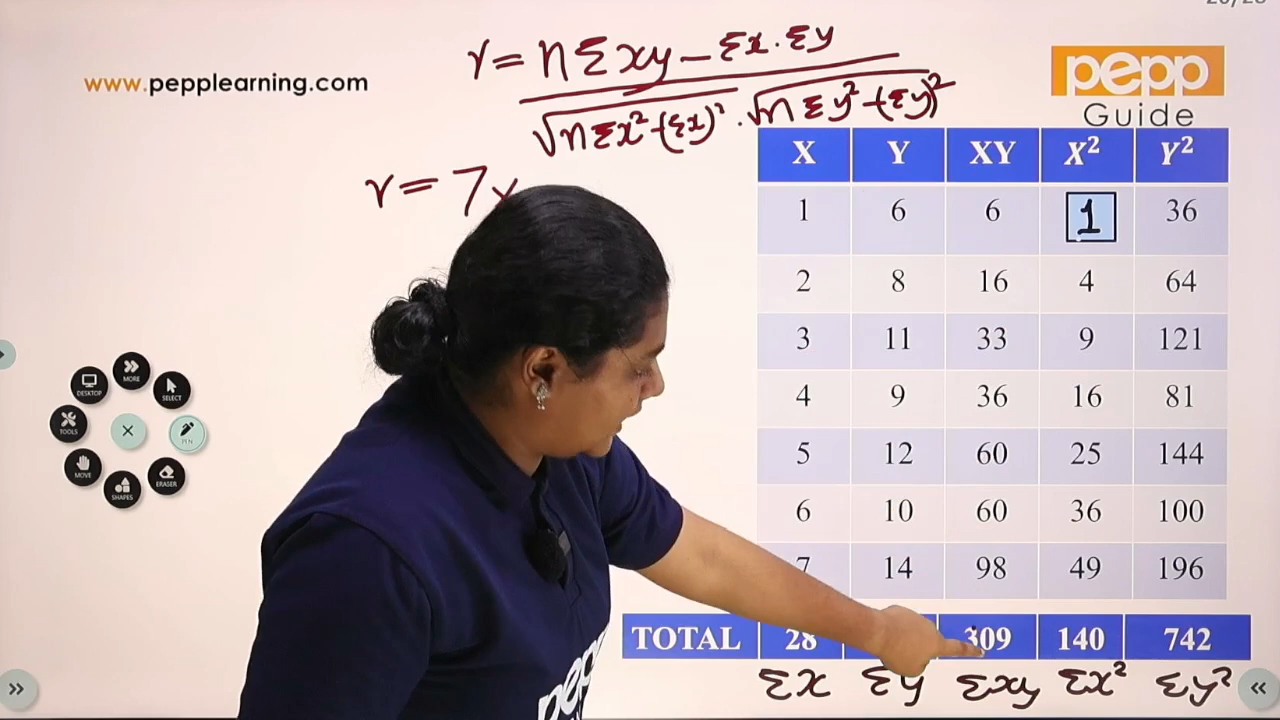 www.pepplearning.com
pepp
Guide
r = nΣxy - Σx.Σy
√nΣx²-(Σx)² . √nΣy²-(Σy)²
r = 7
X Y XY X² Y²
1 6 6 1 36
2 8 16 4 64
3 11 33 9 121
4 9 36 16 81
5 12 60 25 144
6 10 60 36 100
7 14 98 49 196
TOTAL 28 309 140 742
Σx Σy Σxy Σx² Σy²
MORE
DESKTOP
SELECT
TOOLS
PEN
MOVE
ERASER
SHAPES